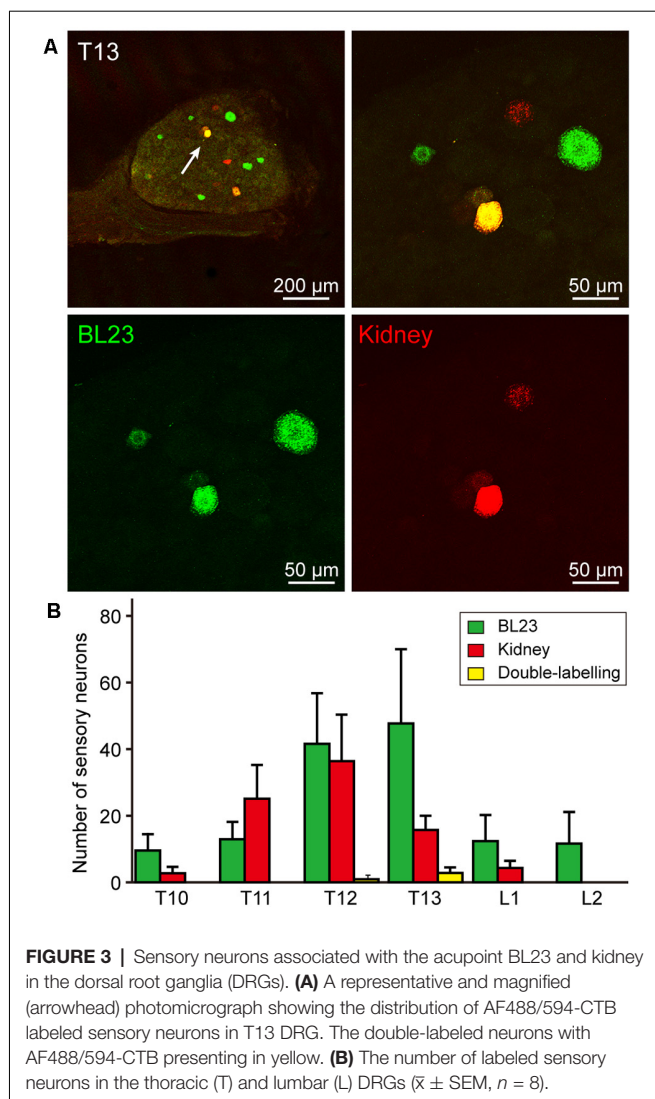 A
T13
200 µm
50 µm
BL23
Kidney
50 µm
50 µm
B
80
60
40
20
0
Number of sensory neurons
BL23
Kidney
Double-labelling
T10 T11 T12 T13 L1 L2
FIGURE 3 | Sensory neurons associated with the acupoint BL23 and kidney
in the dorsal root ganglia (DRGs). (A) A representative and magnified
(arrowhead) photomicrograph showing the distribution of AF488/594-CTB
labeled sensory neurons in T13 DRG. The double-labeled neurons with
AF488/594-CTB presenting in yellow. (B) The number of labeled sensory
neurons in the thoracic (T) and lumbar (L) DRGs (x̄ ± SEM, n = 8).